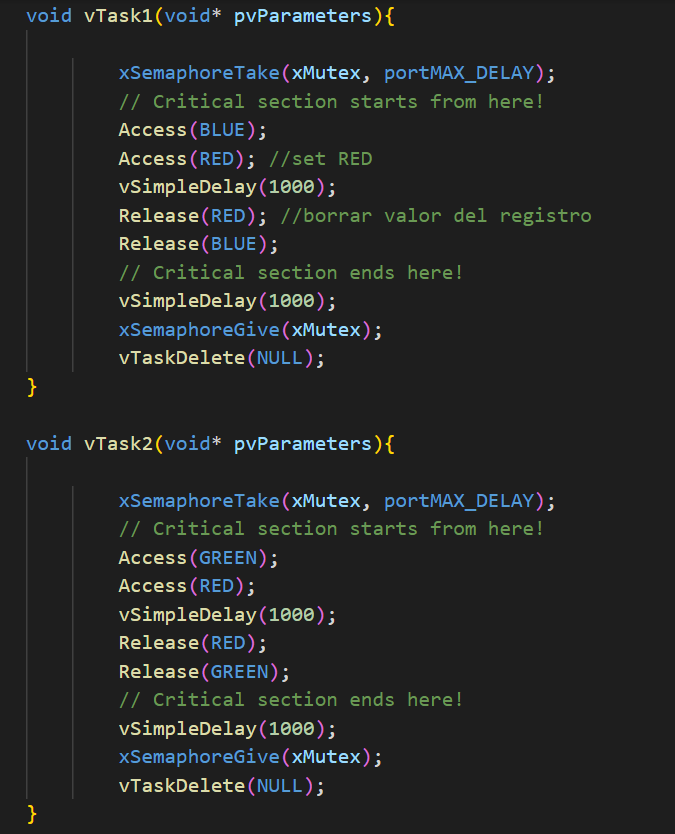 void vTask1(void* pvParameters){
xSemaphoreTake(xMutex, portMAX_DELAY);
// Critical section starts from here!
Access(BLUE);
Access(RED); //set RED
vSimpleDelay(1000);
Release(RED); //borrar valor del registro
Release(BLUE);
// Critical section ends here!
vSimpleDelay(1000);
xSemaphoreGive(xMutex);
vTaskDelete(NULL);
}
void vTask2(void* pvParameters){
xSemaphoreTake(xMutex, portMAX_DELAY);
// Critical section starts from here!
Access(GREEN);
Access(RED);
vSimpleDelay(1000);
Release(RED);
Release(GREEN);
// Critical section ends here!
vSimpleDelay(1000);
xSemaphoreGive(xMutex);
vTaskDelete(NULL);
}